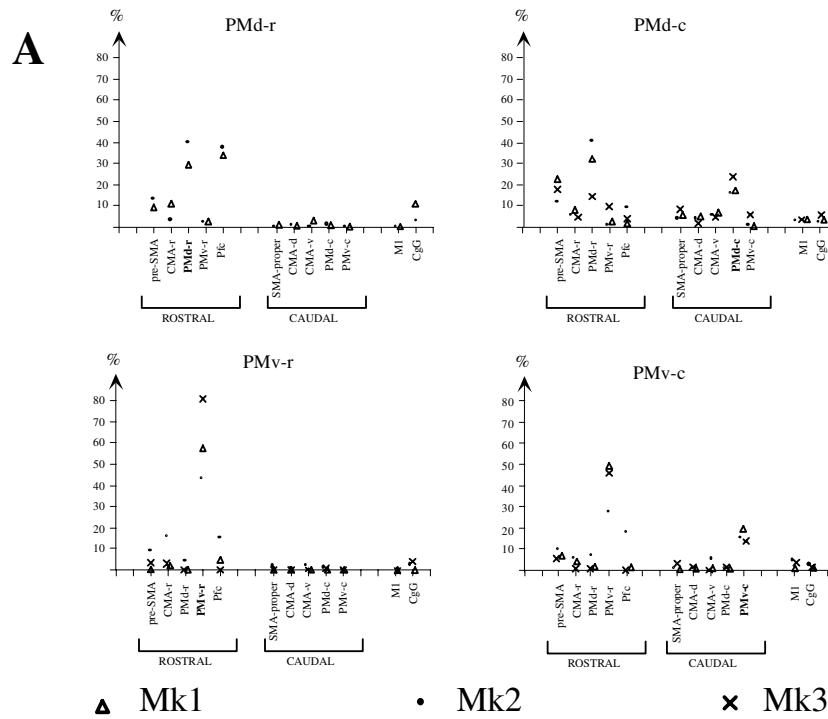 A
PMd-r
%
80
70
60
50
40
30
20
10
pre-SMA
CMA-r
PMd-r
PMv-r
Pfc
SMA-proper
CMA-d
CMA-v
PMd-c
PMv-c
M1
CgG
ROSTRAL
CAUDAL
PMd-c
%
80
70
60
50
40
30
20
10
pre-SMA
CMA-r
PMd-r
PMv-r
Pfc
SMA-proper
CMA-d
CMA-v
PMd-c
PMv-c
M1
CgG
ROSTRAL
CAUDAL
PMv-r
%
80
70
60
50
40
30
20
10
pre-SMA
CMA-r
PMd-r
PMv-r
Pfc
SMA-proper
CMA-d
CMA-v
PMd-c
PMv-c
M1
CgG
ROSTRAL
CAUDAL
PMv-c
%
80
70
60
50
40
30
20
10
pre-SMA
CMA-r
PMd-r
PMv-r
Pfc
SMA-proper
CMA-d
CMA-v
PMd-c
PMv-c
M1
CgG
ROSTRAL
CAUDAL
Mk1
Mk2
Mk3